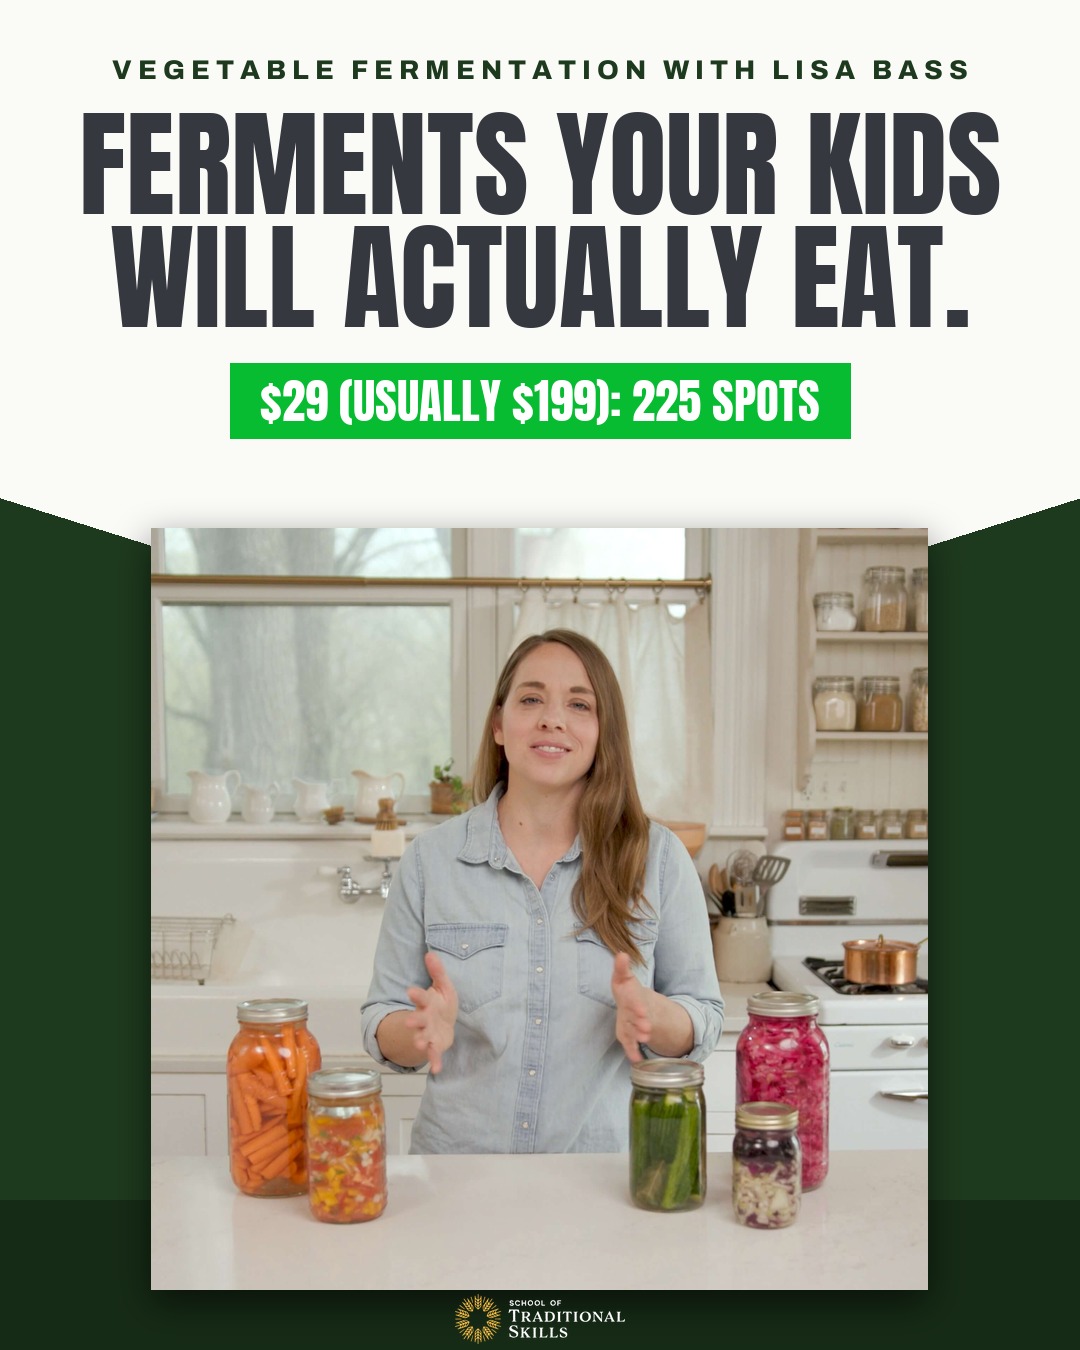 VEGETABLE FERMENTATION WITH LISA BASS
FERMENTS YOUR KIDS
WILL ACTUALLY EAT.
$29 (USUALLY $199): 225 SPOTS
SCHOOL OF
TRADITIONAL
SKILLS